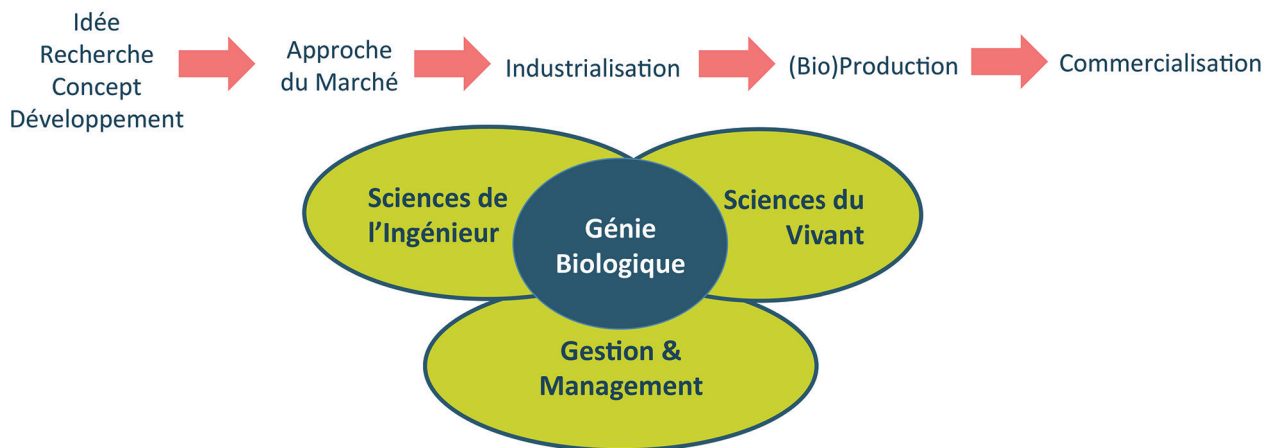 Idée
Recherche
Concept
Développement
Approche
du Marché
Industrialisation
(Bio)Production
Commercialisation
Sciences de
l’Ingénieur
Génie
Biologique
Sciences du
Vivant
Gestion &
Management